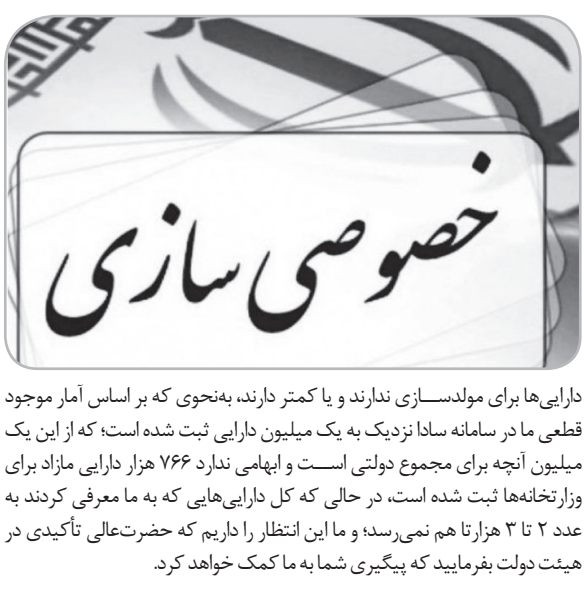 خصوصی سازی
دارایی‌ها برای مولدسازی ندارند و یا کمتر دارند، به‌نحوی که بر اساس آمار موجود
قطعی ما در سامانه سادا نزدیک به یک میلیون دارایی ثبت شده است؛ که از این یک
میلیون آنچه برای مجموع دولتی است و ابهامی ندارد ۷۶۶ هزار دارایی مازاد برای
وزارتخانه‌ها ثبت شده است، در حالی که کل دارایی‌هایی که به ما معرفی کردند به
عدد ۲ تا ۳ هزارتا هم نمی‌رسد؛ و ما این انتظار را داریم که حضرت‌عالی تأکیدی در
هیئت دولت بفرمایید که پیگیری شما به ما کمک خواهد کرد.